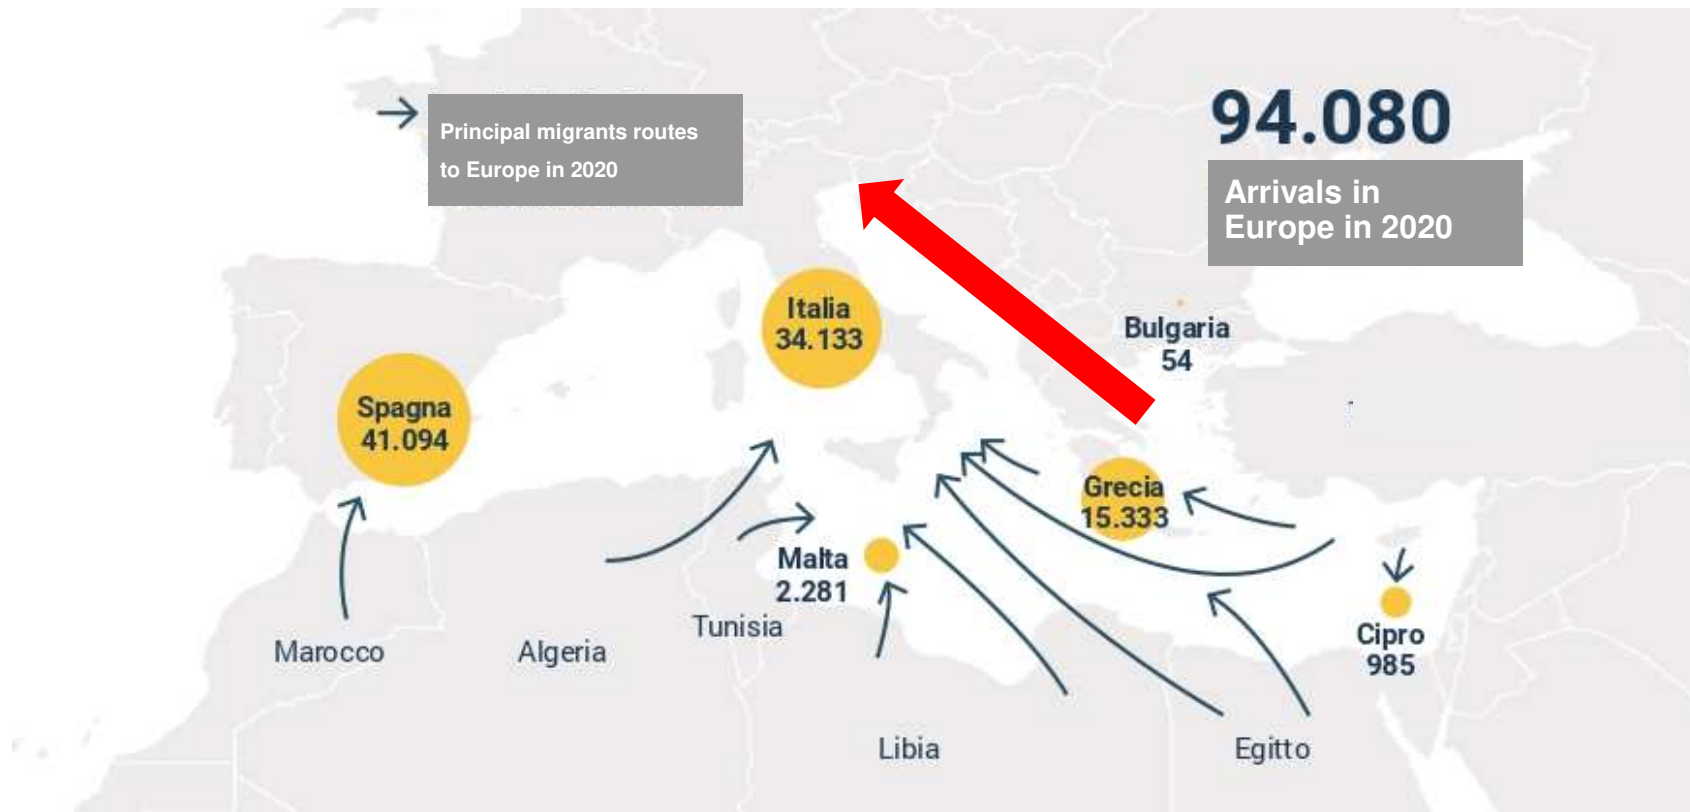 94.080
Principal migrants routes
to Europe in 2020
Arrivals in
Europe in 2020
Italia
34.133
Bulgaria
54
Spagna
41.094
Grecia
15.333
Malta
2.281
Tunisia
Cipro
985
Marocco
Algeria
Libia
Egitto